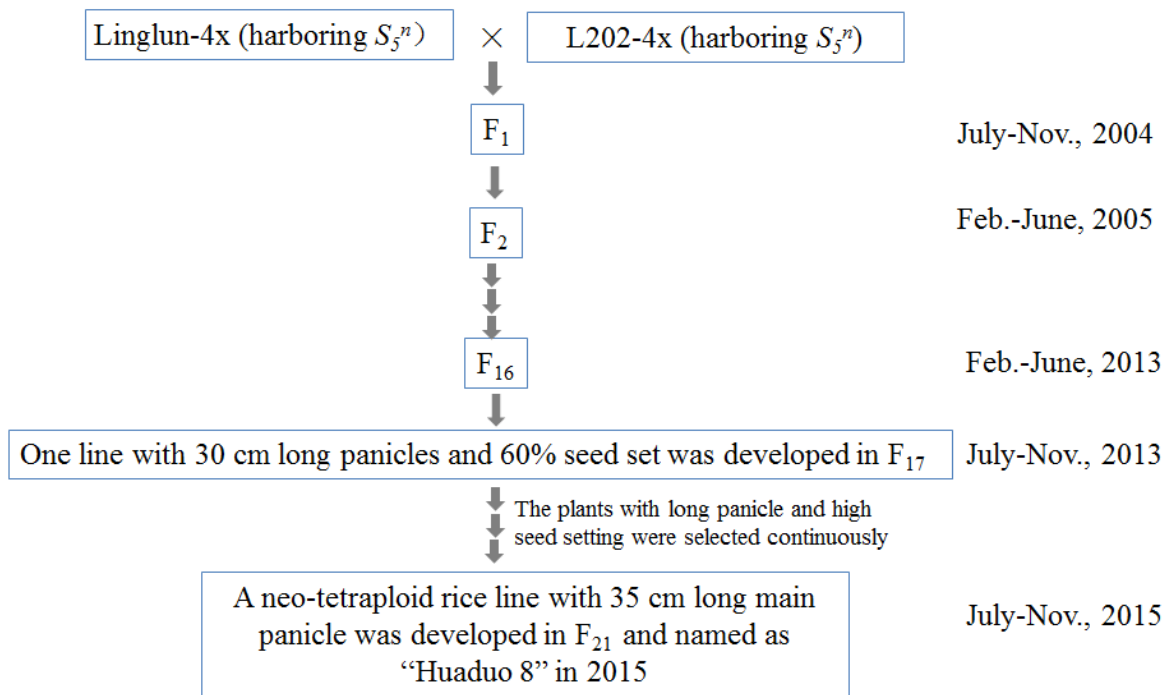 Linglun-4x (harboring S₅ⁿ) × L202-4x (harboring S₅ⁿ)
F₁
July-Nov., 2004
F₂
Feb.-June, 2005
F₁₆
Feb.-June, 2013
One line with 30 cm long panicles and 60% seed set was developed in F₁₇
July-Nov., 2013
The plants with long panicle and high
seed setting were selected continuously
A neo-tetraploid rice line with 35 cm long main
panicle was developed in F₂₁ and named as
“Huaduo 8” in 2015
July-Nov., 2015